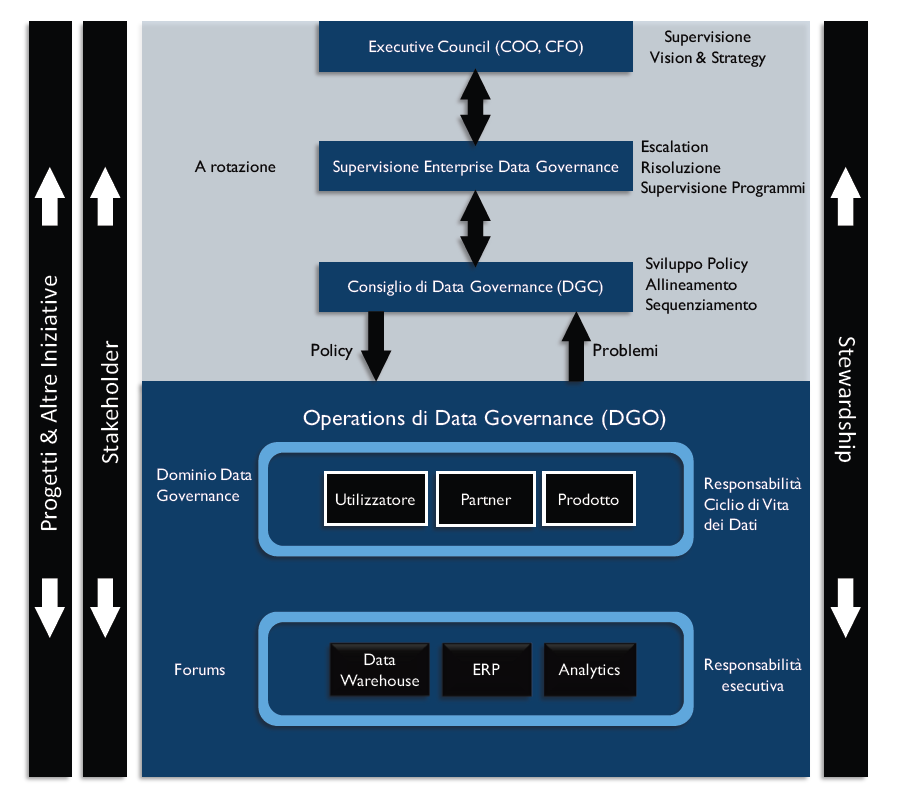 Executive Council (COO, CFO)
Supervisione
Vision & Strategy
A rotazione
Supervisione Enterprise Data Governance
Escalation
Risoluzione
Supervisione Programmi
Consiglio di Data Governance (DGC)
Sviluppo Policy
Allineamento
Sequenziamento
Policy
Problemi
Progetti & Altre Iniziative
Stakeholder
Stewardship
Operations di Data Governance (DGO)
Dominio Data
Governance
Utilizzatore
Partner
Prodotto
Responsabilità
Ciclio di Vita
dei Dati
Forums
Data
Warehouse
ERP
Analytics
Responsabilità
esecutiva